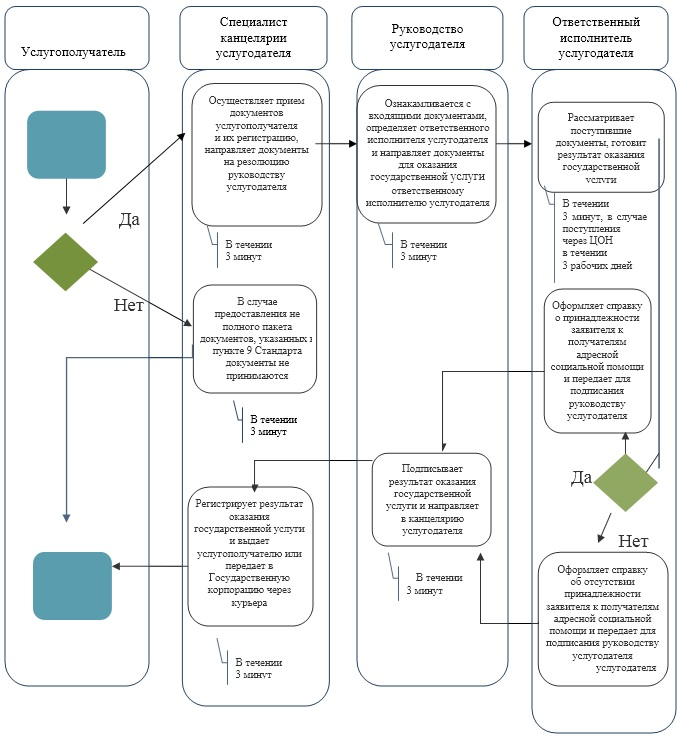 Услугополучатель
Специалист
канцелярии
услугодателя
Руководство
услугодателя
Ответственный
исполнитель
услугодателя
Осуществляет прием
документов
услугополучателя
и их регистрацию,
направляет документы
на резолюцию
руководству
услугодателя
В течении
3 минут
Ознакамливается с
входящими документами,
определяет ответственного
исполнителя услугодателя
и направляет документы
для оказания
государственной услуги
ответственному
исполнителю услугодателя
В течении
3 минут
Рассматривает
поступившие
документы, готовит
результат оказания
государственной
услуги
В течении
3 минут, в случае
поступления
через ЦОН
в течении
3 рабочих дней
Да
Нет
В случае
предоставления не
полного пакета
документов, указанных
пункте 9 Стандарта
документы не
принимаются
В течении
3 минут
Оформляет справку
о принадлежности
заявителя к
получателям
адресной
социальной помощи
и передает для
подписания
руководству
услугодателя
Да
Нет
Подписывает
результат оказания
государственной
услуги и направляет
в канцелярию
услугодателя
В течении
3 минут
Регистрирует результат
оказания
государственной услуги
и выдает
услугополучателю или
передает в
Государственную
корпорацию через
курьера
В течении
3 минут
Оформляет справку
об отсутствии
принадлежности
заявителя к получателям
адресной социальной
помощи и передает для
подписания руководству
услугодателя
услугодателя